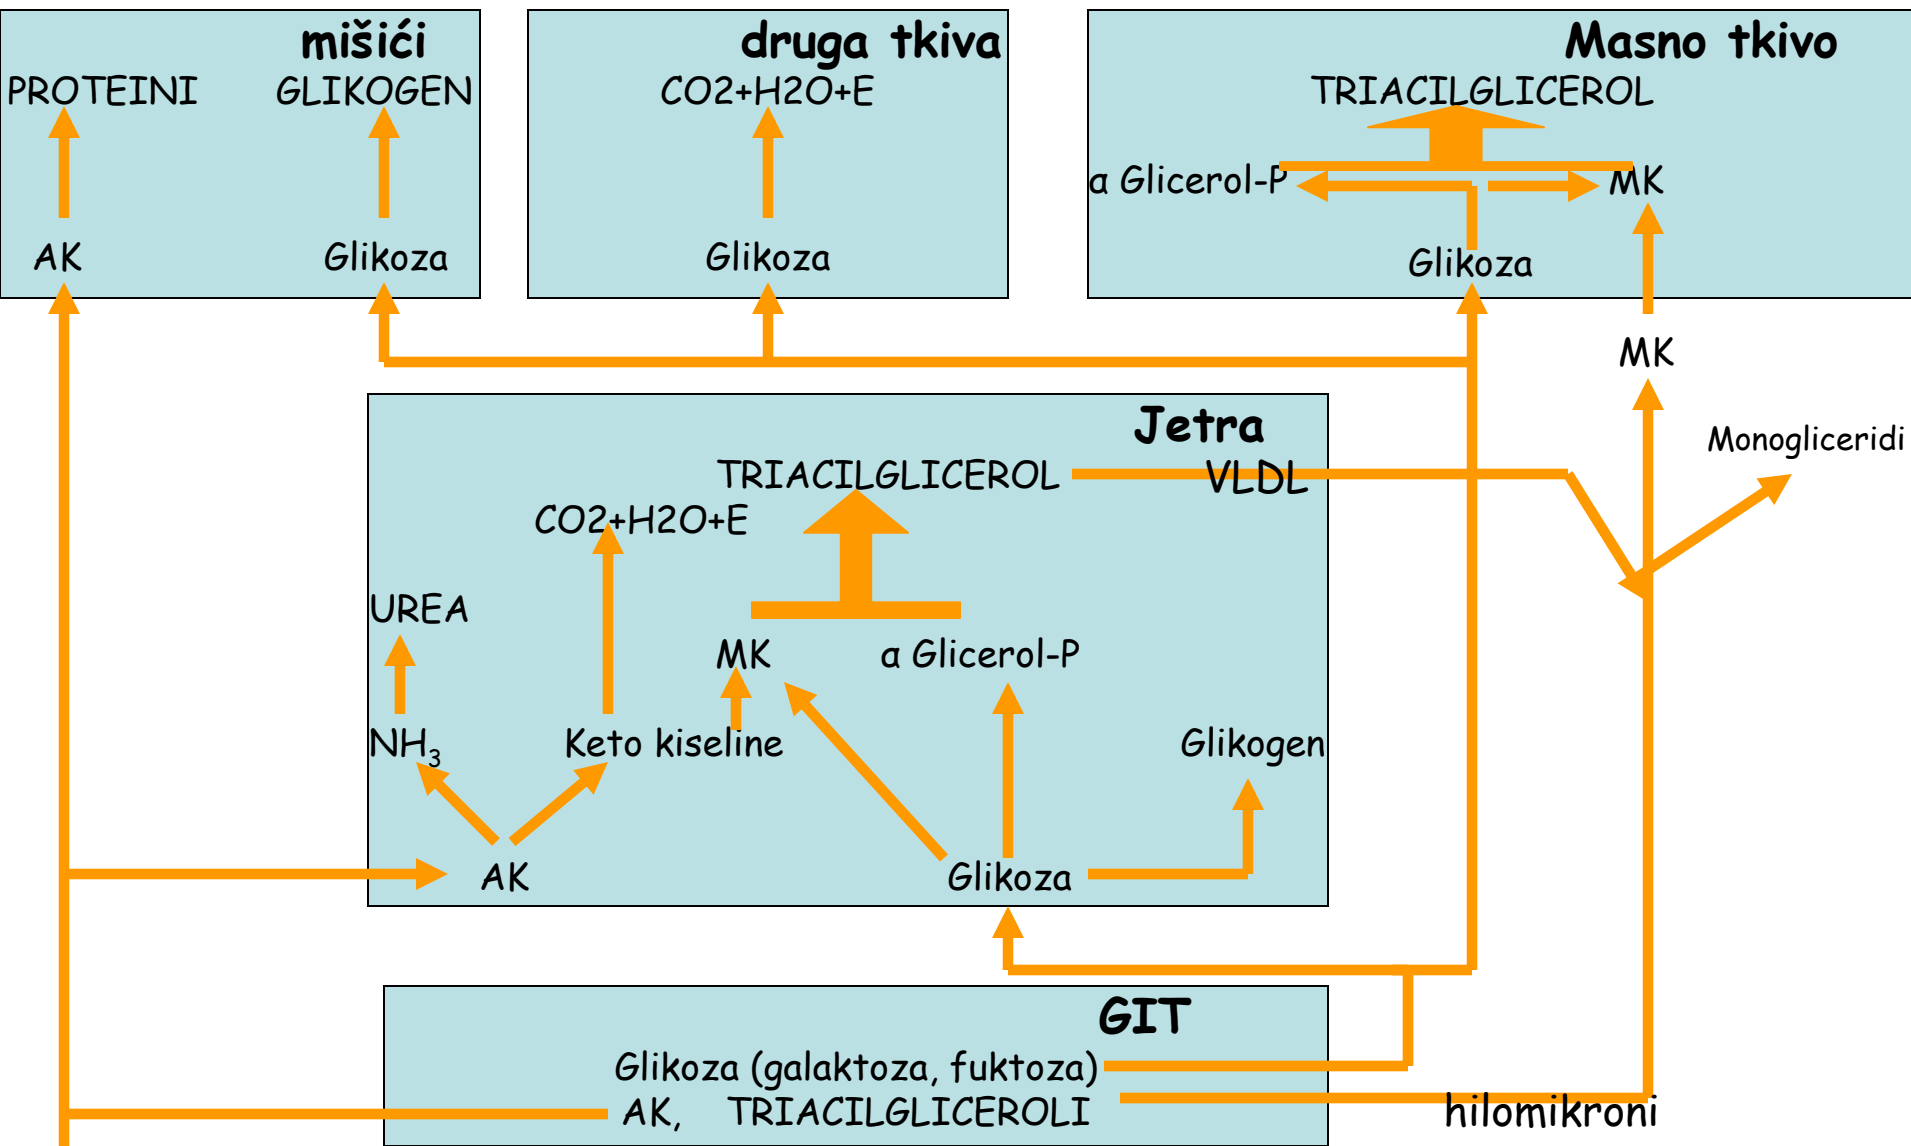 mišići
PROTEINI GLIKOGEN
AK Glikoza
druga tkiva
CO2+H2O+E
Glikoza
Masno tkivo
TRIACILGLICEROL
α Glicerol-P MK
Glikoza
MK
Monogliceridi
Jetra
TRIACILGLICEROL VLDL
CO2+H2O+E
UREA
MK α Glicerol-P
NH₃ Keto kiseline Glikogen
AK Glikoza
GIT
Glikoza (galaktoza, fuktoza)
AK, TRIACILGLICEROLI
hilomikroni